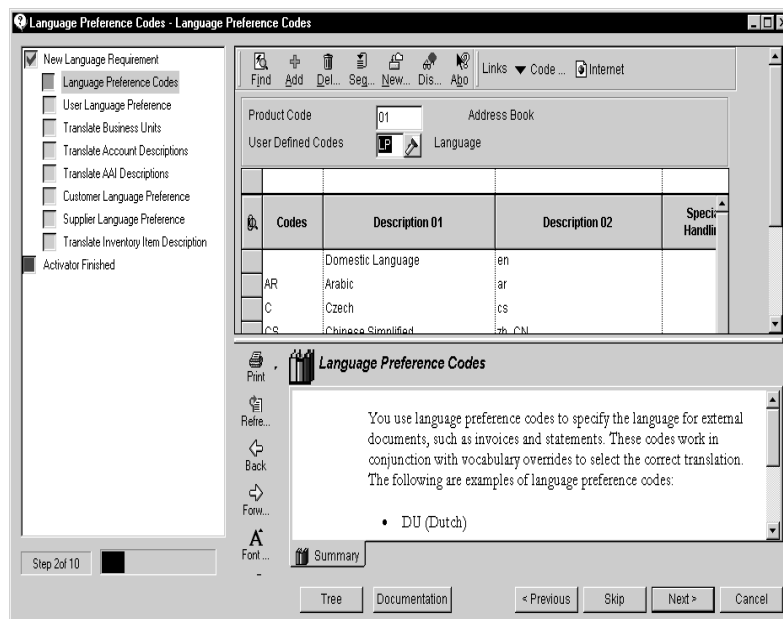 Language Preference Codes - Language Preference Codes
New Language Requirement
Language Preference Codes
User Language Preference
Translate Business Units
Translate Account Descriptions
Translate AAI Descriptions
Customer Language Preference
Supplier Language Preference
Translate Inventory Item Description
Activator Finished
Step 2of 10
Find Add Del... Seg... New... Dis... Abo Links Code ... Internet
Product Code 01 Address Book
User Defined Codes LP Language
Codes Description 01 Description 02 Specia Handlin
Domestic Language en
AR Arabic ar
C Czech cs
CS Chinese Simplified zh_CN
Print
Refre...
Back
Forw...
Font ...
Language Preference Codes
You use language preference codes to specify the language for external
documents, such as invoices and statements. These codes work in
conjunction with vocabulary overrides to select the correct translation.
The following are examples of language preference codes:
• DU (Dutch)
Summary
Tree Documentation < Previous Skip Next > Cancel